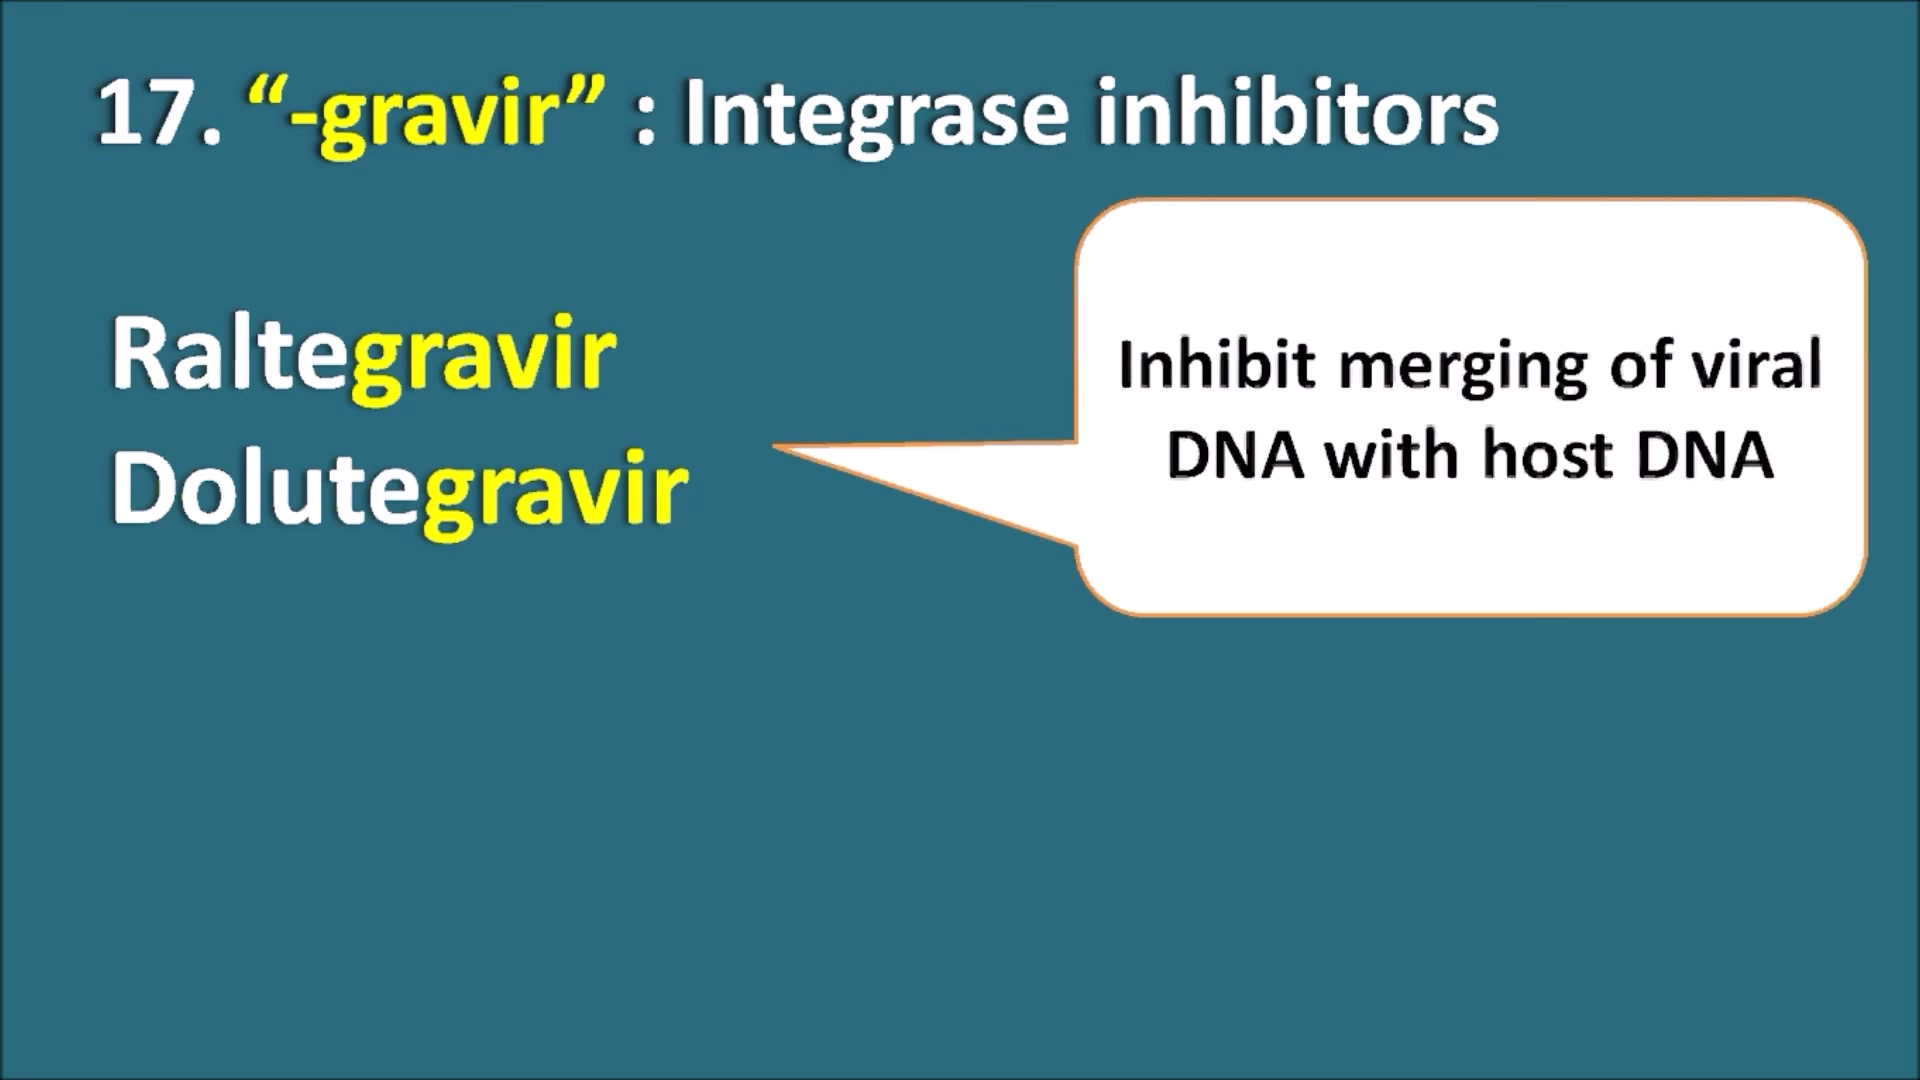 17. “-gravir” : Integrase inhibitors
Raltegravir
Dolutegravir
Inhibit merging of viral
DNA with host DNA